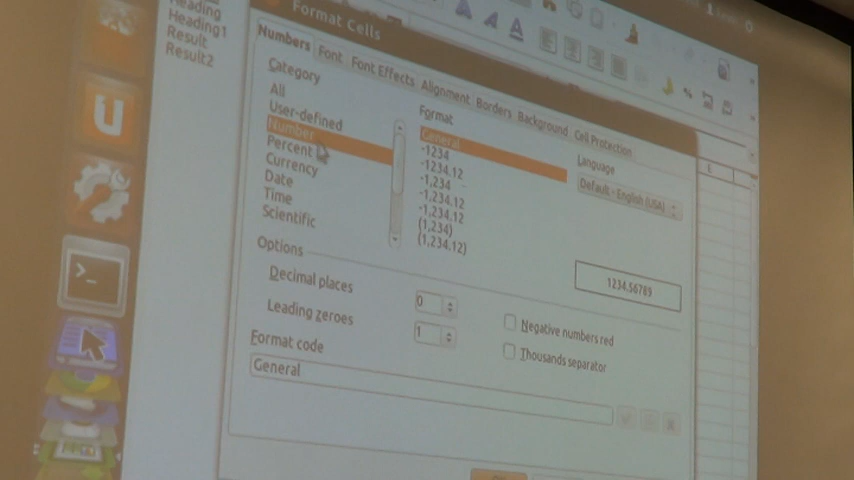 Heading
Heading1
Result
Result2
Format Cells
Numbers Font Font Effects Alignment Borders Background Cell Protection
Category
All
User-defined
Number
Percent
Currency
Date
Time
Scientific
Format
General
-1234
-1234.12
-1,234
-1,234.12
-1,234.12
(1,234)
(1,234.12)
Language
Default - English (USA)
1234.56789
Options
Decimal places 0
Leading zeroes 1
Negative numbers red
Thousands separator
Format code
General